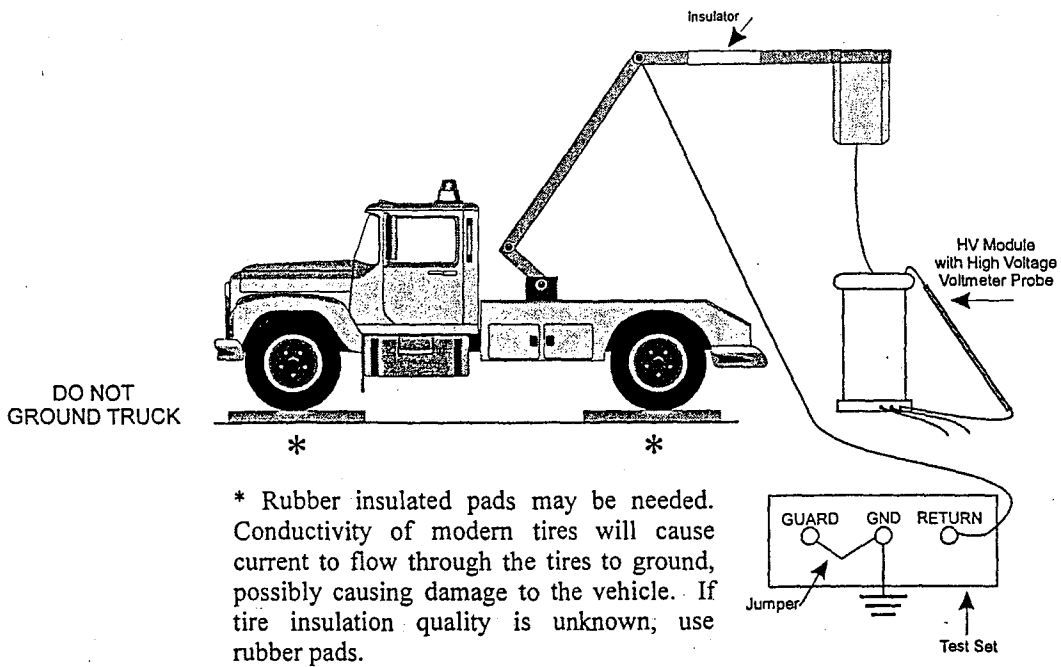 Insulator
HV Module
with High Voltage
Voltmeter Probe
DO NOT
GROUND TRUCK
* *
* Rubber insulated pads may be needed.
Conductivity of modern tires will cause
current to flow through the tires to ground,
possibly causing damage to the vehicle. If
tire insulation quality is unknown, use
rubber pads.
GUARD GND RETURN
Jumper
Test Set